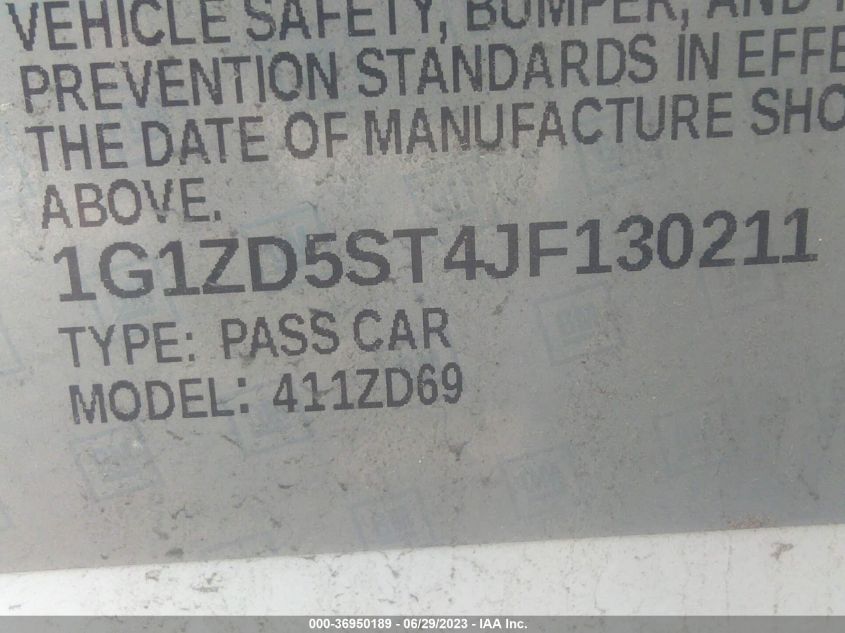 VEHICLE SAFETY, BUMPER, AND
PREVENTION STANDARDS IN EFFE
THE DATE OF MANUFACTURE SHO
ABOVE.
1G1ZD5ST4JF130211
TYPE: PASS CAR
MODEL: 411ZD69
000-36950189 - 06/29/2023 - © IAA Inc.